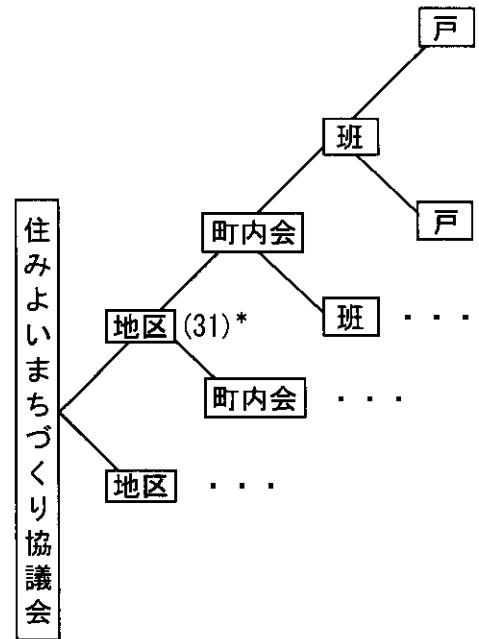 戸
班
戸
町内会
班 ・・・
地区 (31)*
町内会 ・・・
地区 ・・・
住みよいまちづくり協議会